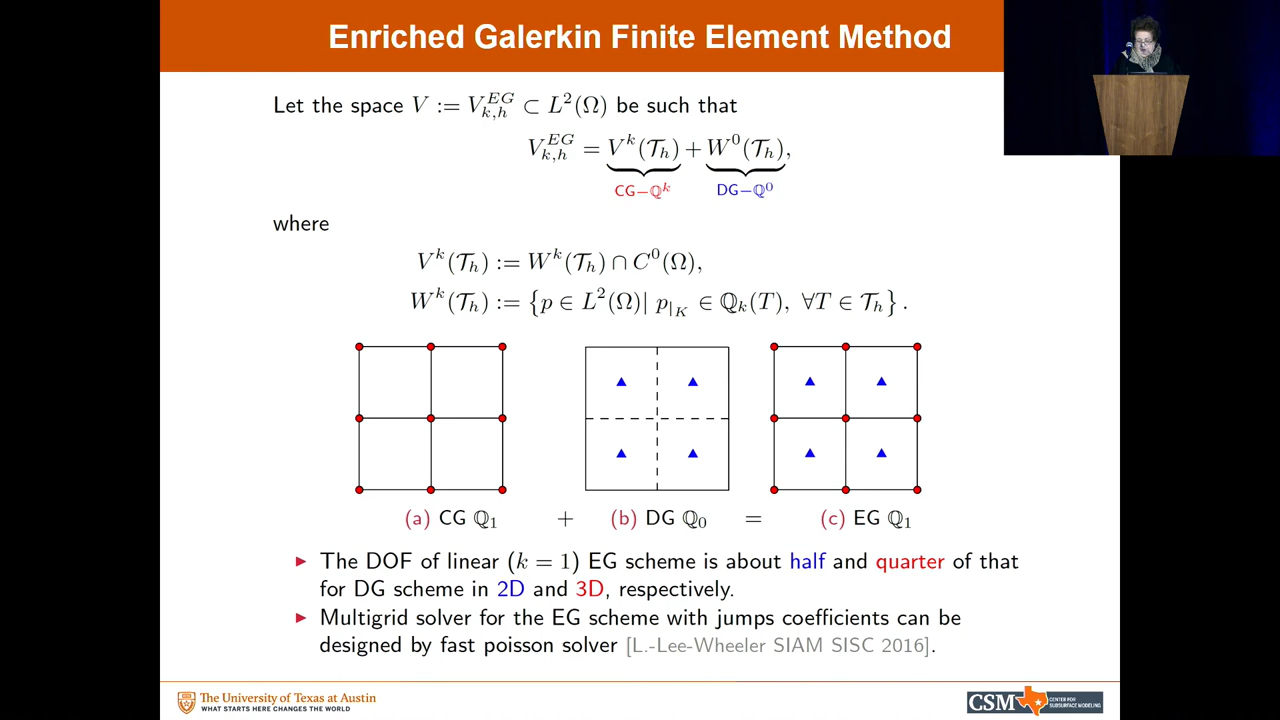 Enriched Galerkin Finite Element Method
Let the space V := V_{k,h}^{EG} ⊂ L²(Ω) be such that
V_{k,h}^{EG} = V^k(𝒯_h) + W^0(𝒯_h),
CG−ℚ^k DG−ℚ^0
where
V^k(𝒯_h) := W^k(𝒯_h) ∩ C^0(Ω),
W^k(𝒯_h) := {p ∈ L²(Ω)| p_{|K} ∈ ℚ_k(T), ∀T ∈ 𝒯_h} .
(a) CG ℚ_1 + (b) DG ℚ_0 = (c) EG ℚ_1
The DOF of linear (k = 1) EG scheme is about half and quarter of that
for DG scheme in 2D and 3D, respectively.
Multigrid solver for the EG scheme with jumps coefficients can be
designed by fast poisson solver [L.-Lee-Wheeler SIAM SISC 2016].
The University of Texas at Austin
WHAT STARTS HERE CHANGES THE WORLD
CSM CENTER FOR
SUBSURFACE MODELING